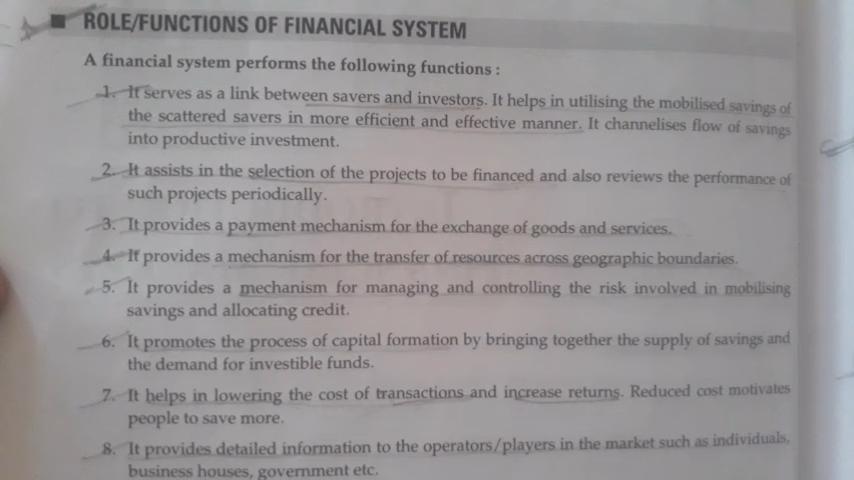 ■ ROLE/FUNCTIONS OF FINANCIAL SYSTEM
A financial system performs the following functions :
1. It serves as a link between savers and investors. It helps in utilising the mobilised savings of
the scattered savers in more efficient and effective manner. It channelises flow of savings
into productive investment.
2. It assists in the selection of the projects to be financed and also reviews the performance of
such projects periodically.
3. It provides a payment mechanism for the exchange of goods and services.
4. It provides a mechanism for the transfer of resources across geographic boundaries.
5. It provides a mechanism for managing and controlling the risk involved in mobilising
savings and allocating credit.
6. It promotes the process of capital formation by bringing together the supply of savings and
the demand for investible funds.
7. It helps in lowering the cost of transactions and increase returns. Reduced cost motivates
people to save more.
8. It provides detailed information to the operators/players in the market such as individuals,
business houses, government etc.